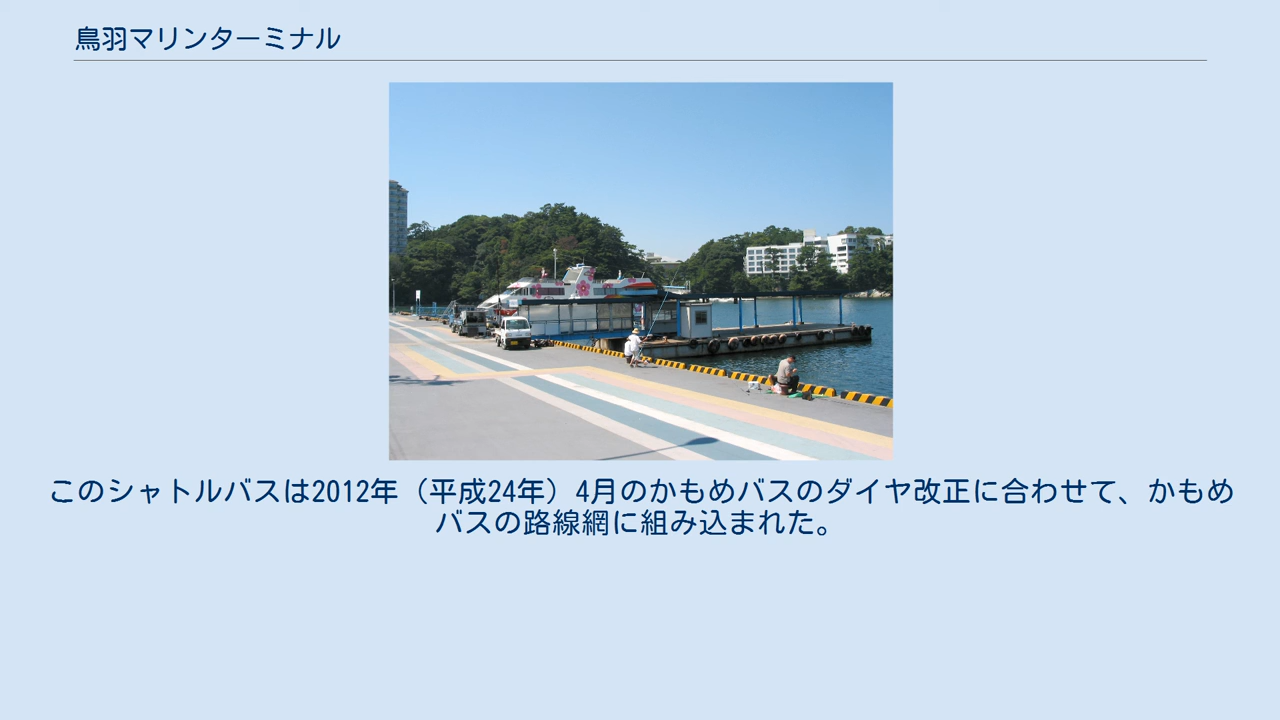 鳥羽マリンターミナル
このシャトルバスは2012年（平成24年）4月のかもめバスのダイヤ改正に合わせて、かもめ
バスの路線網に組み込まれた。